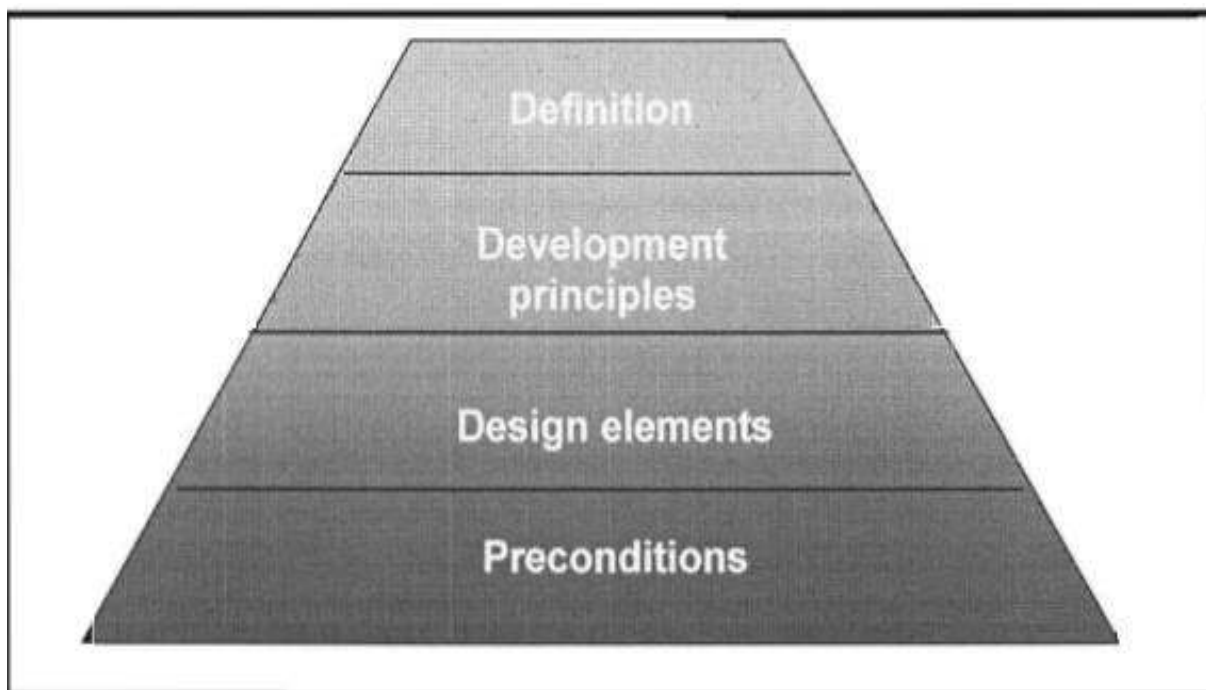 Definition
Development
principles
Design elements
Preconditions